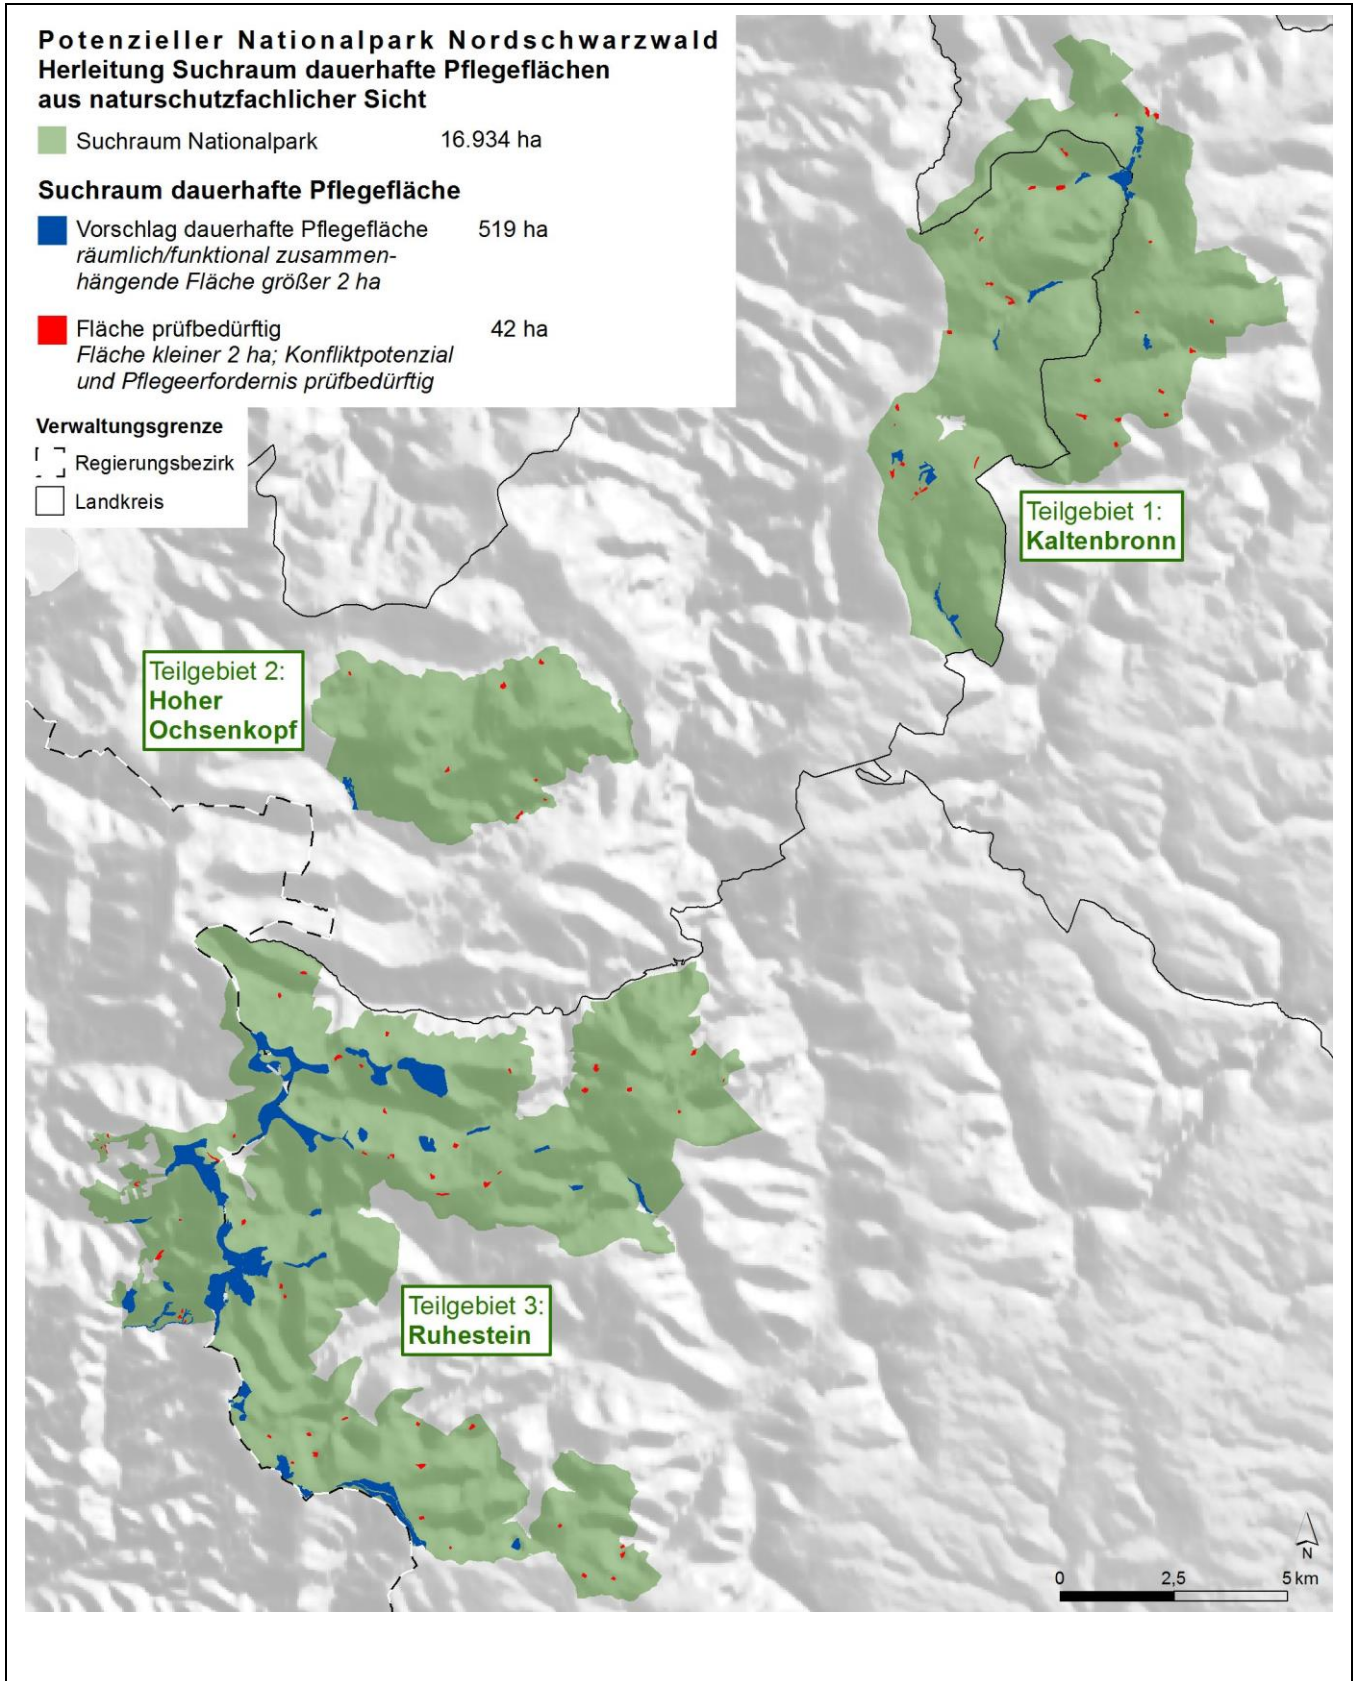 Potenzieller Nationalpark Nordschwarzwald
Herleitung Suchraum dauerhafte Pflegeflächen
aus naturschutzfachlicher Sicht
Suchraum Nationalpark 16.934 ha
Suchraum dauerhafte Pflegefläche
Vorschlag dauerhafte Pflegefläche 519 ha
räumlich/funktional zusammen-
hängende Fläche größer 2 ha
Fläche prüfbedürftig 42 ha
Fläche kleiner 2 ha; Konfliktpotenzial
und Pflegeerfordernis prüfbedürftig
Verwaltungsgrenze
Regierungsbezirk
Landkreis
Teilgebiet 1:
Kaltenbronn
Teilgebiet 2:
Hoher
Ochsenkopf
Teilgebiet 3:
Ruhestein
N
0 2,5 5 km